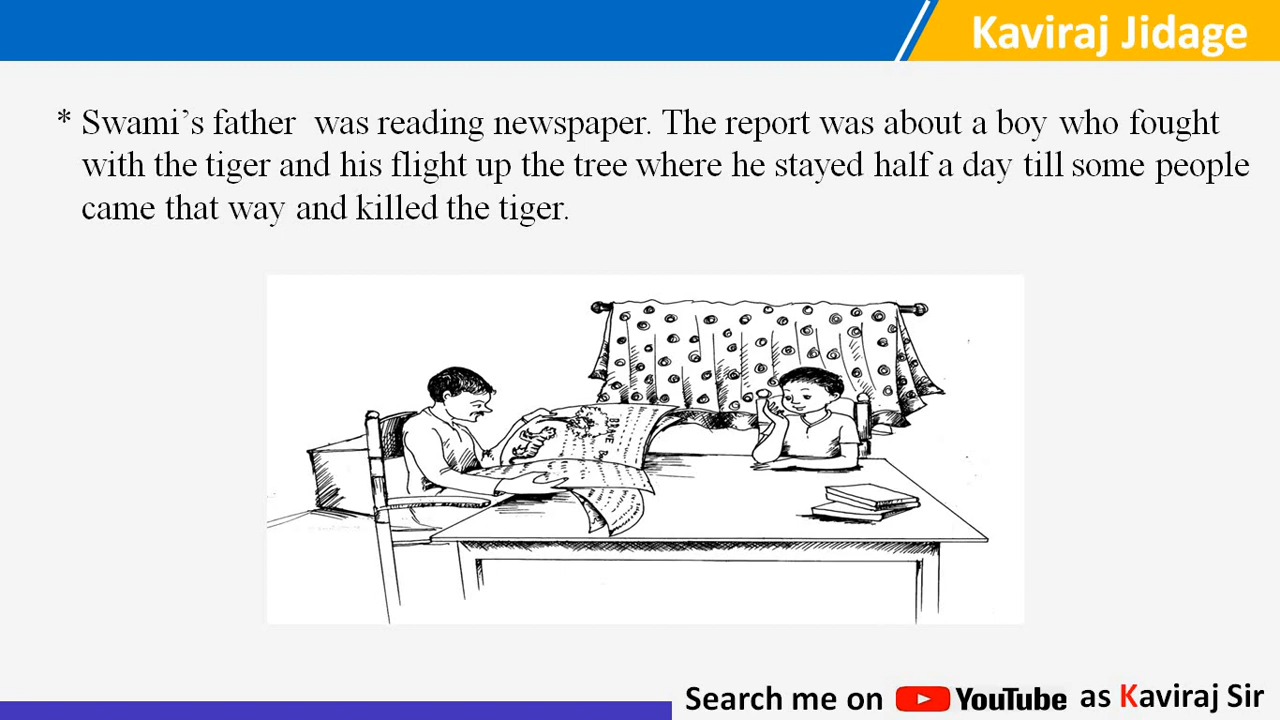 Kaviraj Jidage
* Swami’s father was reading newspaper. The report was about a boy who fought
with the tiger and his flight up the tree where he stayed half a day till some people
came that way and killed the tiger.
BRAVE
Search me on YouTube as Kaviraj Sir